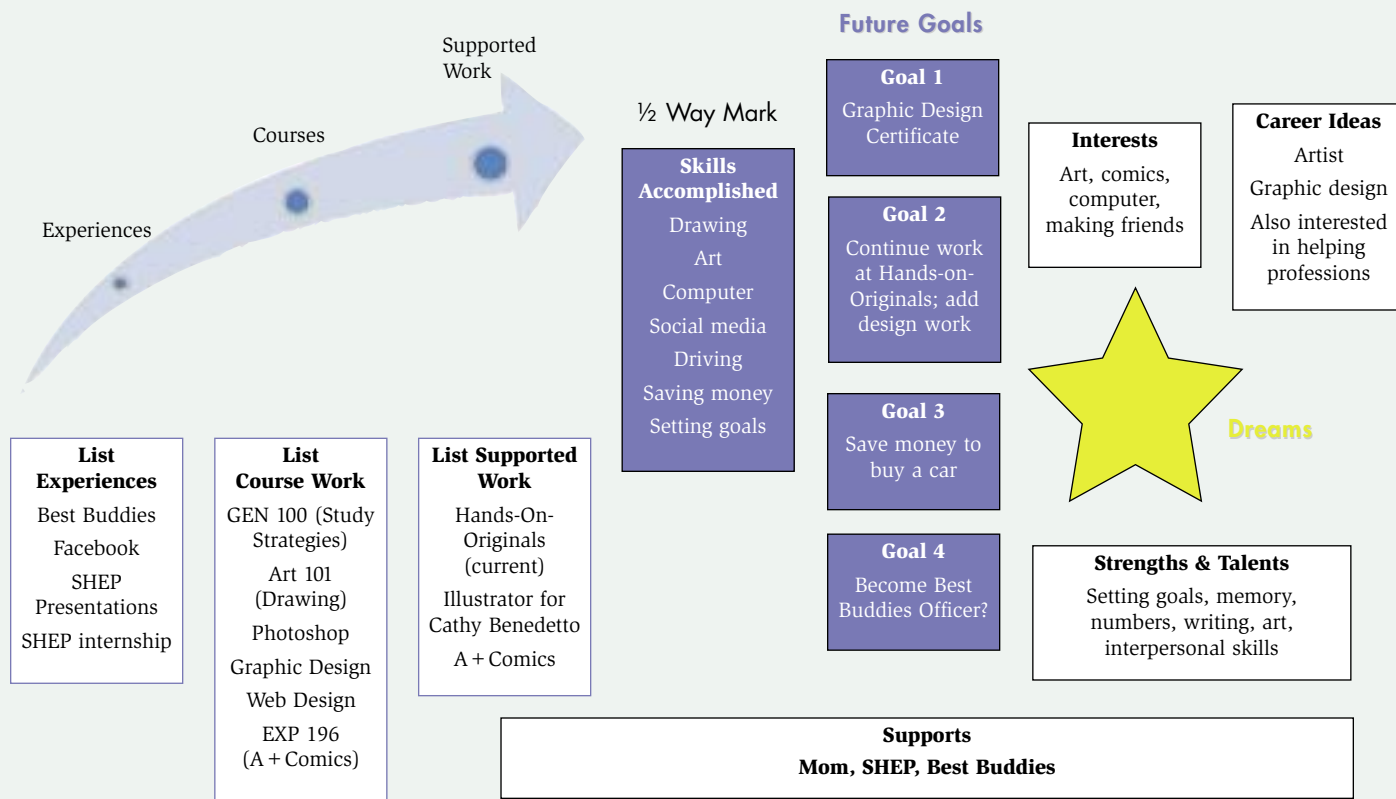 Supported
Work
Courses
Experiences
½ Way Mark
Skills
Accomplished
Drawing
Art
Computer
Social media
Driving
Saving money
Setting goals
Future Goals
Goal 1
Graphic Design
Certificate
Goal 2
Continue work
at Hands-on-
Originals; add
design work
Goal 3
Save money to
buy a car
Goal 4
Become Best
Buddies Officer?
Interests
Art, comics,
computer,
making friends
Career Ideas
Artist
Graphic design
Also interested
in helping
professions
Dreams
Strengths & Talents
Setting goals, memory,
numbers, writing, art,
interpersonal skills
List
Experiences
Best Buddies
Facebook
SHEP
Presentations
SHEP internship
List
Course Work
GEN 100 (Study
Strategies)
Art 101
(Drawing)
Photoshop
Graphic Design
Web Design
EXP 196
(A + Comics)
List Supported
Work
Hands-On-
Originals
(current)
Illustrator for
Cathy Benedetto
A + Comics
Supports
Mom, SHEP, Best Buddies